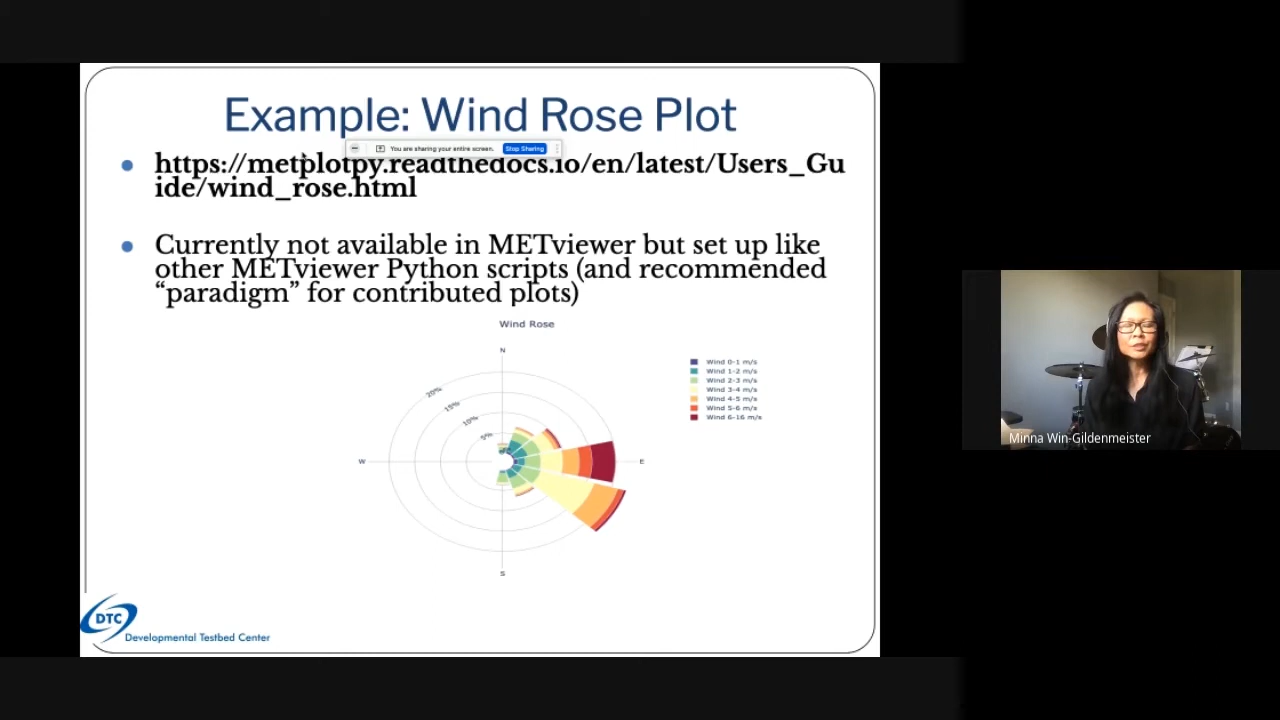 Example: Wind Rose Plot
You are sharing your entire screen. Stop Sharing
https://metplotpy.readthedocs.io/en/latest/Users_Gu
ide/wind_rose.html
Currently not available in METviewer but set up like
other METviewer Python scripts (and recommended
“paradigm” for contributed plots)
Wind Rose
N
Wind 0-1 m/s
Wind 1-2 m/s
Wind 2-3 m/s
Wind 3-4 m/s
Wind 4-5 m/s
Wind 5-6 m/s
Wind 6-16 m/s
20%
15%
10%
5%
W
E
S
DTC
Developmental Testbed Center
Minna Win-Gildenmeister